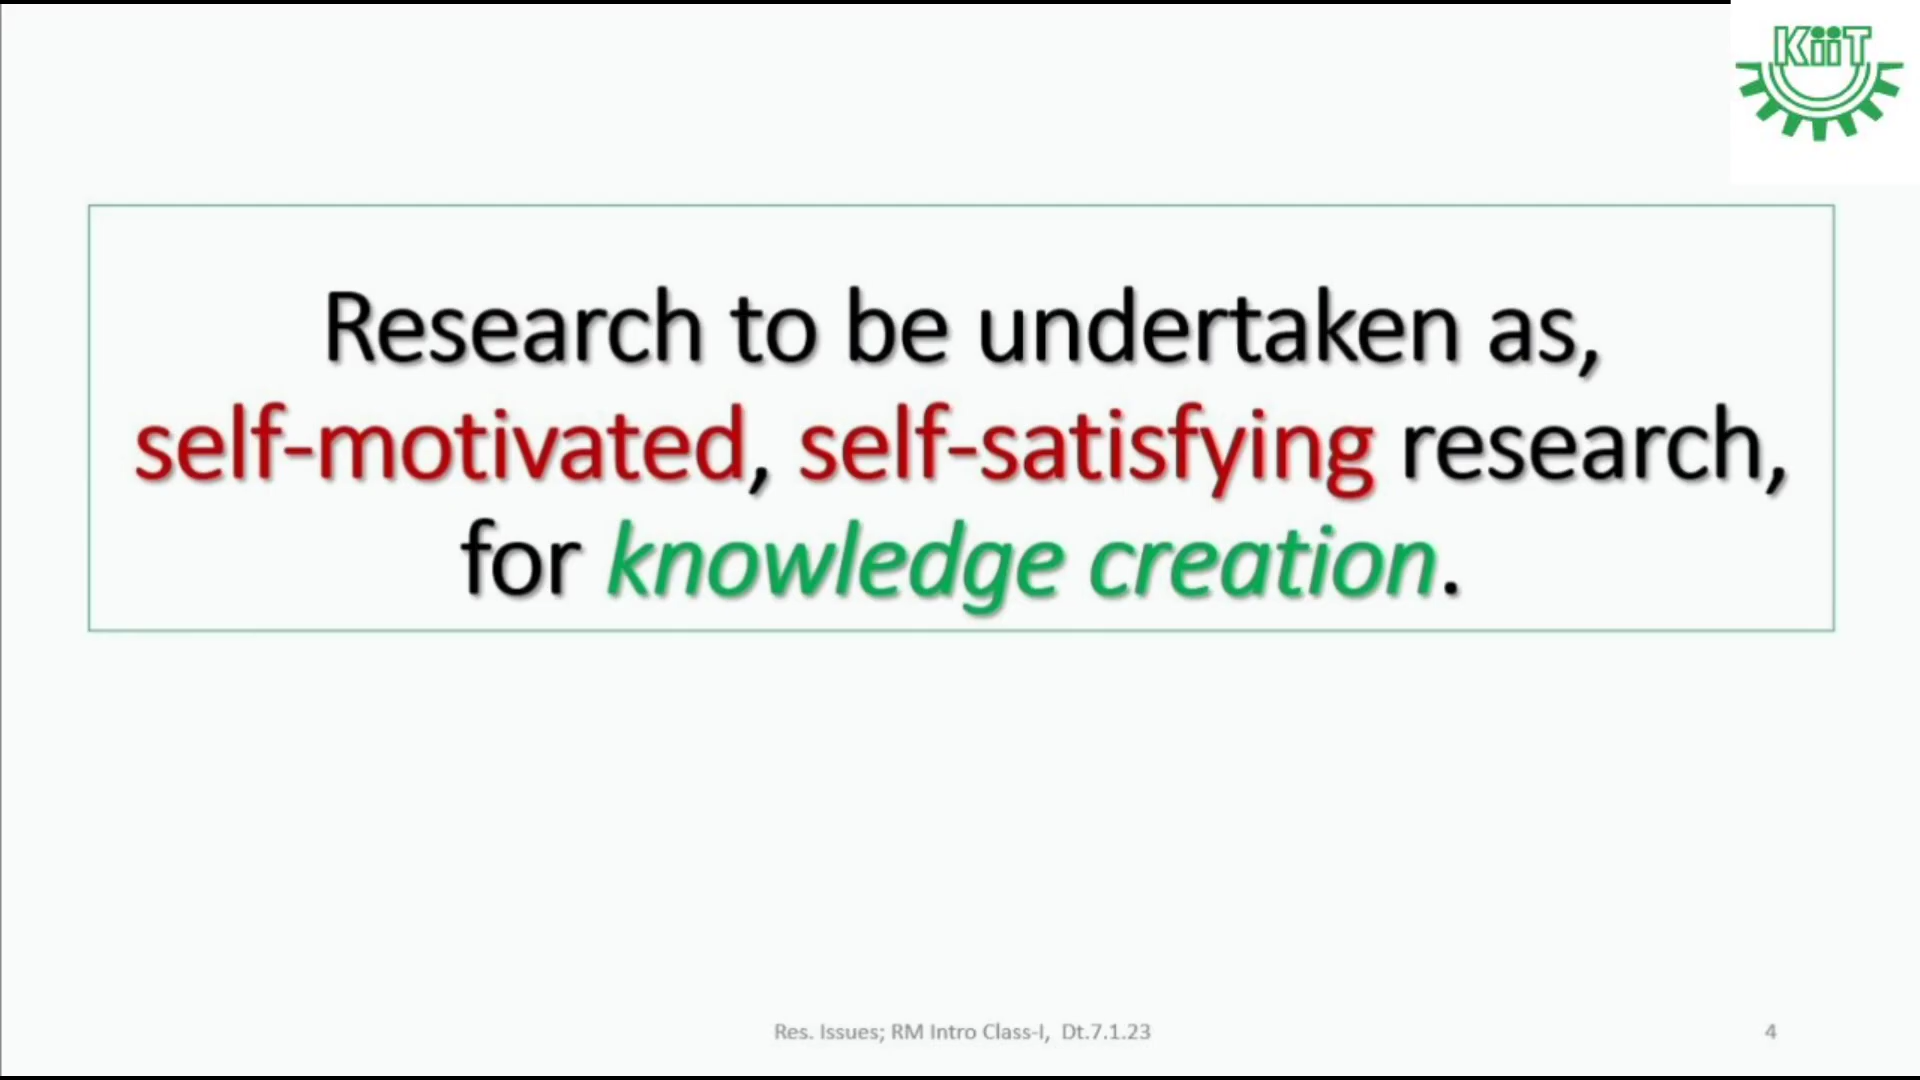 KiiT
Research to be undertaken as,
self-motivated, self-satisfying research,
for knowledge creation.
Res. Issues; RM Intro Class-I, Dt.7.1.23
4